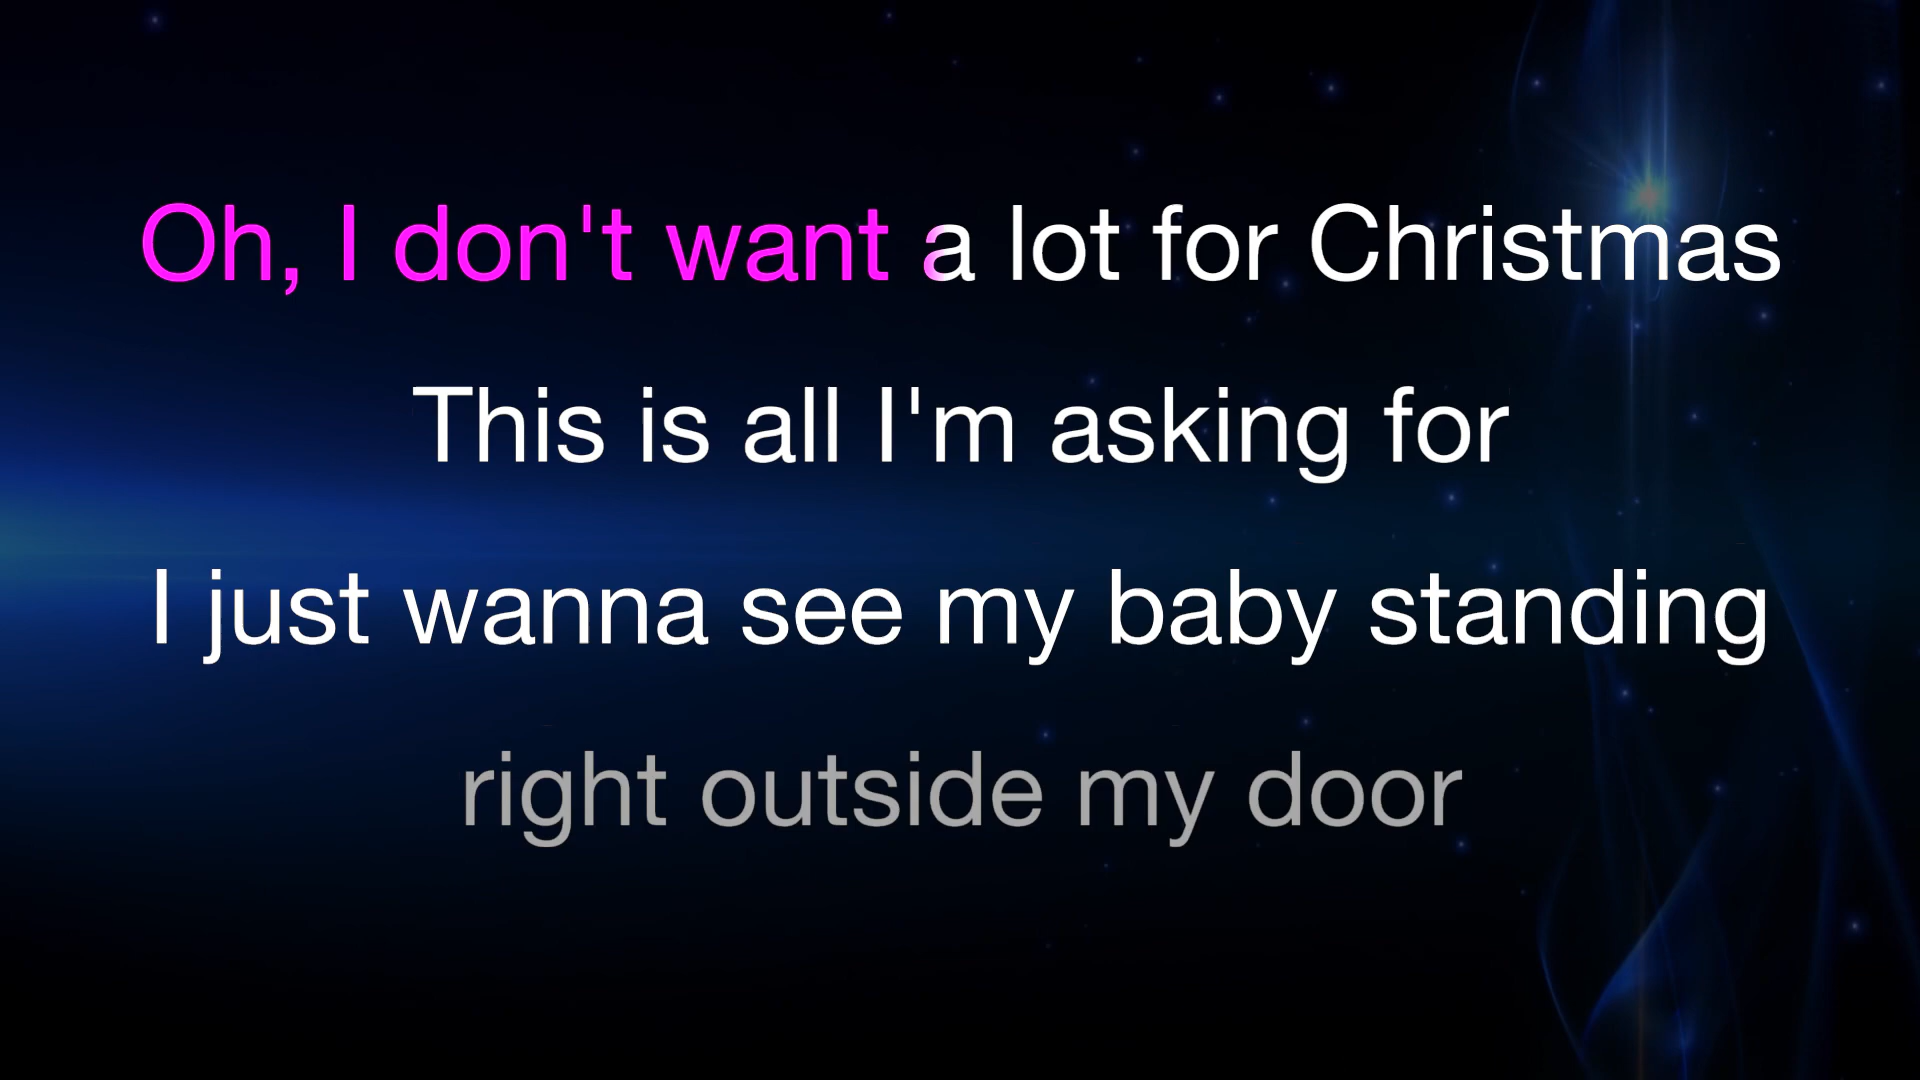 Oh, I don't want a lot for Christmas
This is all I'm asking for
I just wanna see my baby standing
right outside my door